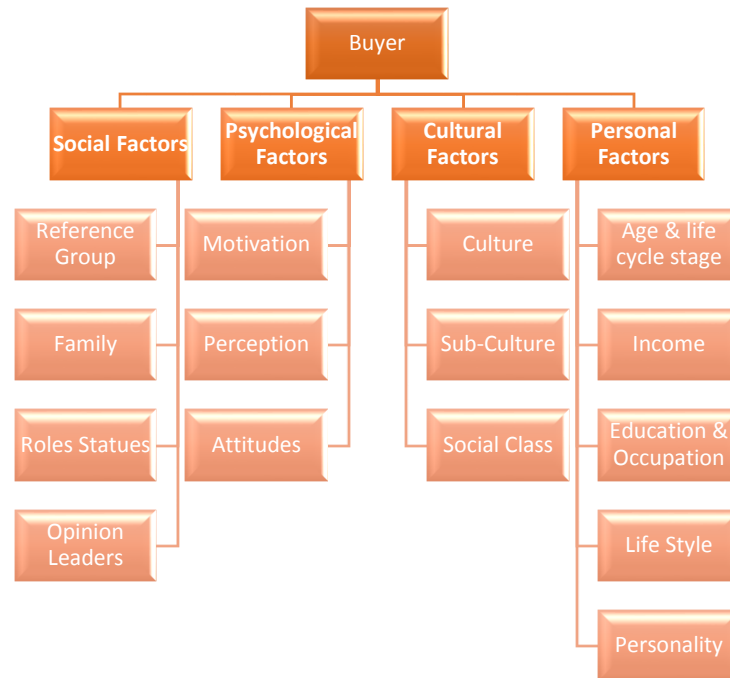 Buyer
Social Factors
Psychological
Factors
Cultural
Factors
Personal
Factors
Reference
Group
Family
Roles Statues
Opinion
Leaders
Motivation
Perception
Attitudes
Culture
Sub-Culture
Social Class
Age & life
cycle stage
Income
Education &
Occupation
Life Style
Personality